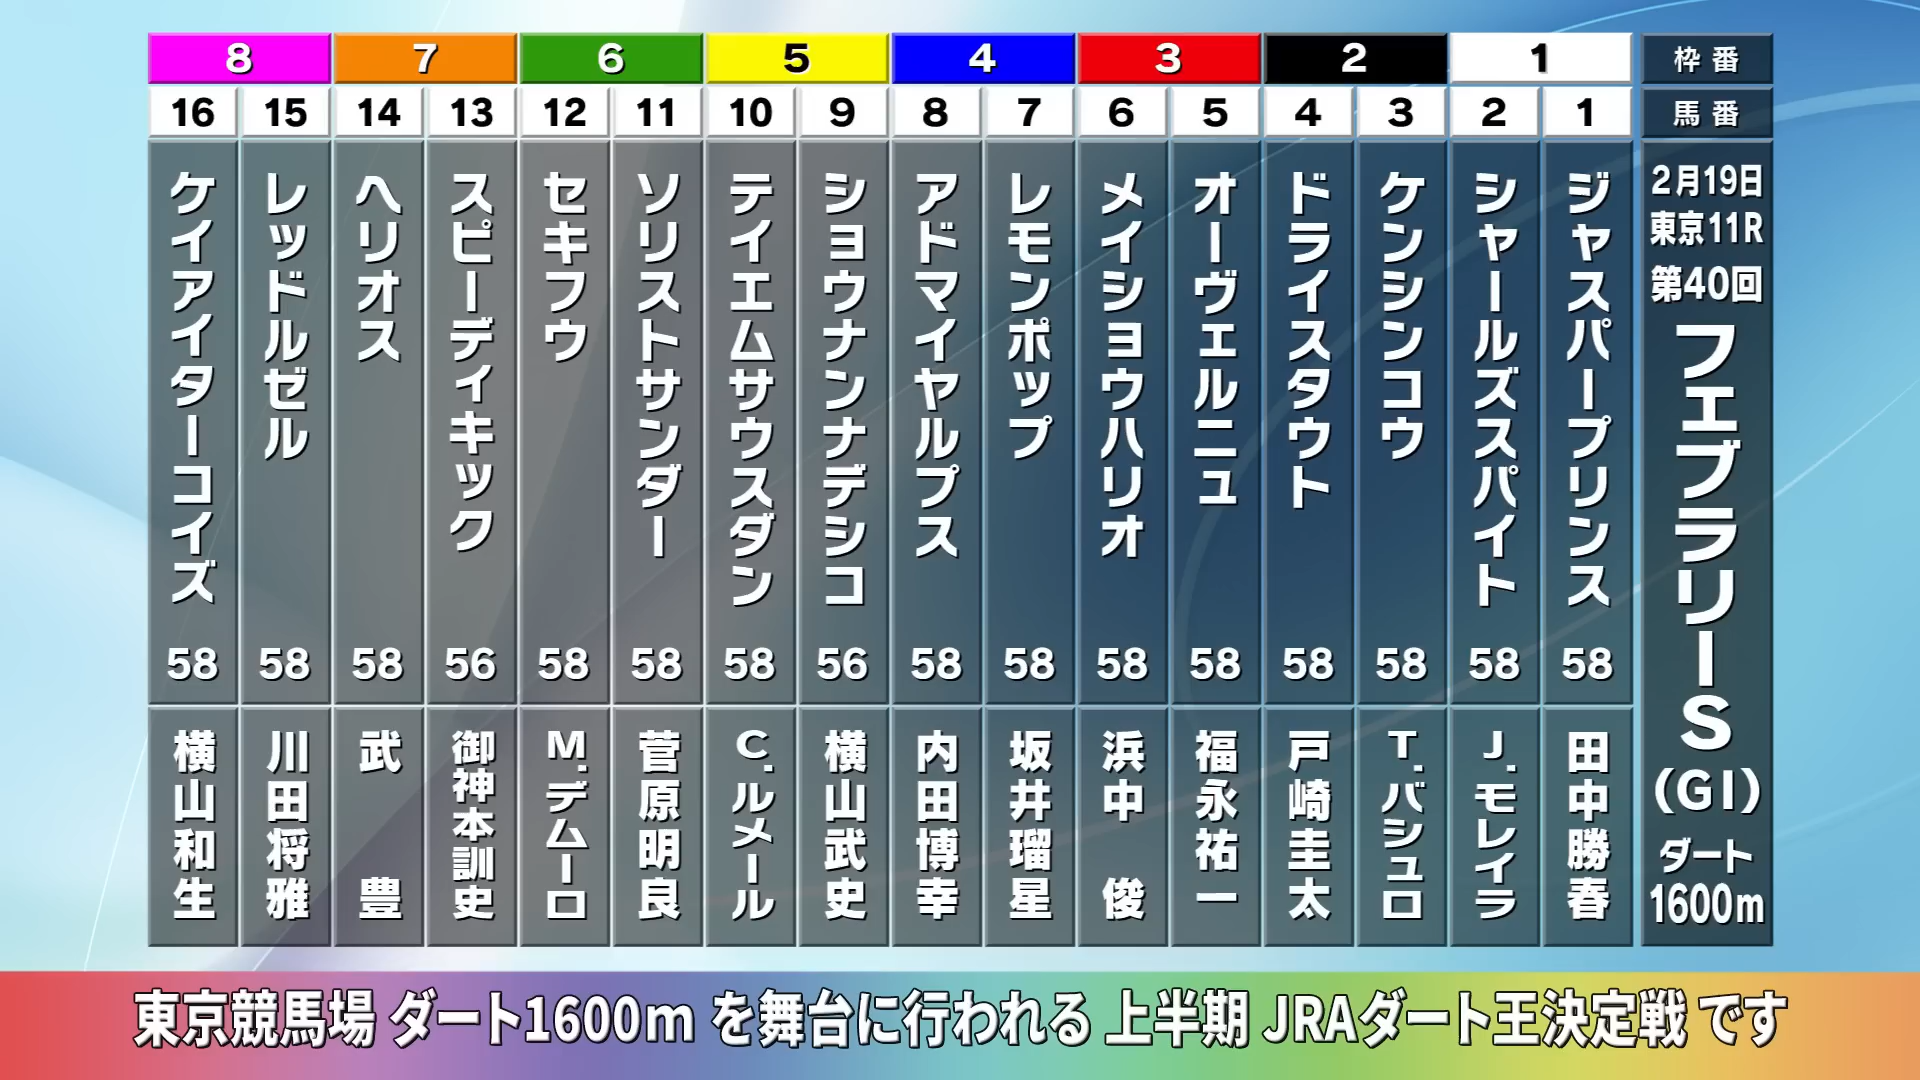 枠番
馬番
2月19日
東京11R
第40回
フェブラリーS
(GI)
ダート
1600m
1
1
ジャスパープリンス
58
田中勝春
2
シャールズスパイト
58
J.モレイラ
2
3
ケンシンコウ
58
T.バシュロ
4
ドライスタウト
58
戸崎圭太
3
5
オーヴェルニュ
58
福永祐一
6
メイショウハリオ
58
浜中 俊
4
7
レモンポップ
58
坂井瑠星
8
アドマイヤルプス
58
内田博幸
5
9
ショウナンナデシコ
56
横山武史
10
テイエムサウスダン
58
C.ルメール
6
11
ソリストサンダー
58
菅原明良
12
セキフウ
58
M.デムーロ
7
13
スピーディキック
56
御神本訓史
14
ヘリオス
58
武 豊
8
15
レッドルゼル
58
川田将雅
16
ケイアイターコイズ
58
横山和生
東京競馬場 ダート1600m を舞台に行われる 上半期 JRAダート王決定戦 です